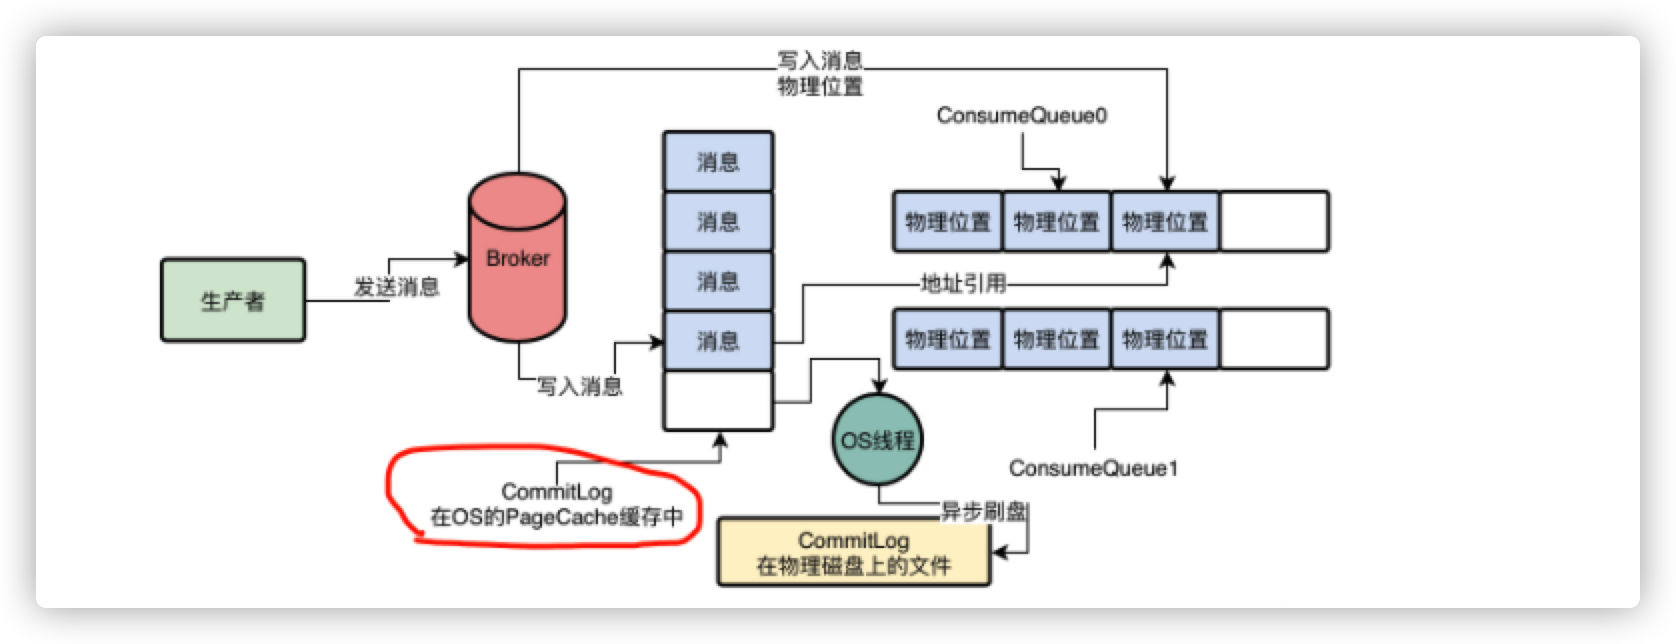 写入消息
物理位置
ConsumeQueue0
消息
消息
消息
消息
物理位置
物理位置
物理位置
Broker
生产者
发送消息
地址引用
物理位置
物理位置
物理位置
写入消息
OS线程
ConsumeQueue1
CommitLog
在OS的PageCache缓存中
异步刷盘
CommitLog
在物理磁盘上的文件